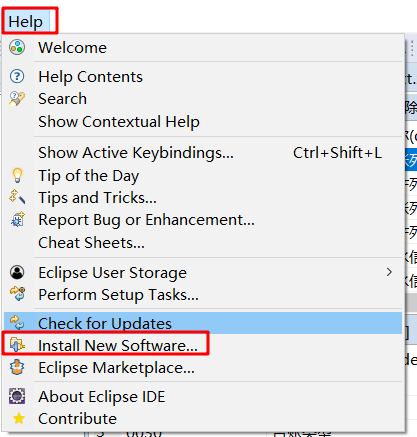 Help
Welcome
Help Contents
Search
Show Contextual Help
Show Active Keybindings... Ctrl+Shift+L
Tip of the Day
Tips and Tricks...
Report Bug or Enhancement...
Cheat Sheets...
Eclipse User Storage
Perform Setup Tasks...
Check for Updates
Install New Software...
Eclipse Marketplace...
About Eclipse IDE
Contribute